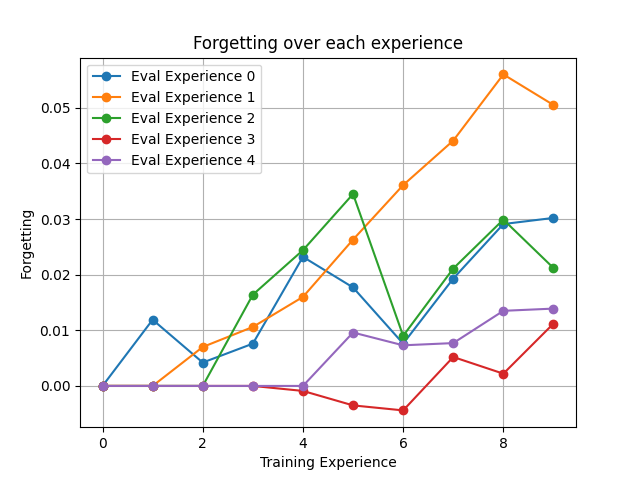 Forgetting over each experience
Eval Experience 0
Eval Experience 1
Eval Experience 2
Eval Experience 3
Eval Experience 4
0.05
0.04
0.03
0.02
0.01
0.00
Forgetting
0 2 4 6 8
Training Experience